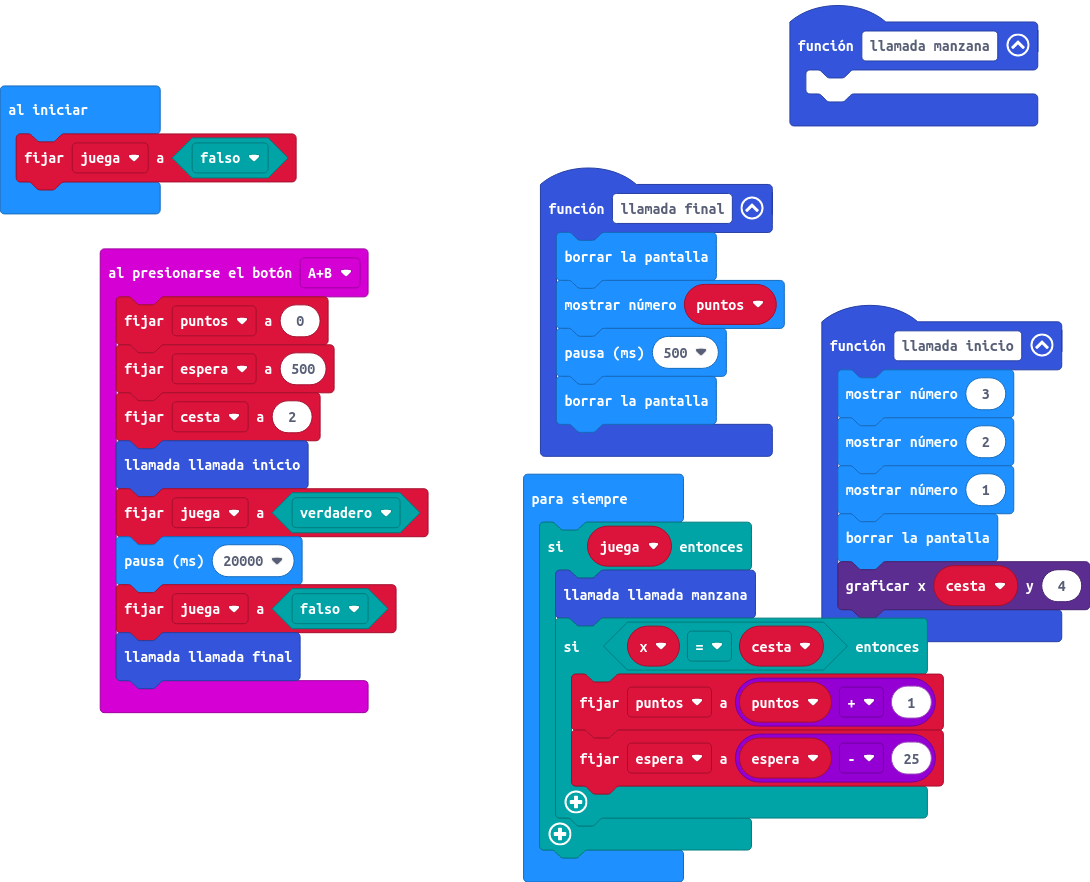 función llamada manzana
al iniciar
fijar juega a falso
función llamada final
borrar la pantalla
mostrar número puntos
pausa (ms) 500
borrar la pantalla
al presionarse el botón A+B
fijar puntos a 0
fijar espera a 500
fijar cesta a 2
llamada llamada inicio
fijar juega a verdadero
pausa (ms) 20000
fijar juega a falso
llamada llamada final
función llamada inicio
mostrar número 3
mostrar número 2
mostrar número 1
borrar la pantalla
graficar x cesta y 4
para siempre
si juega entonces
llamada llamada manzana
si x = cesta entonces
fijar puntos a puntos + 1
fijar espera a espera - 25